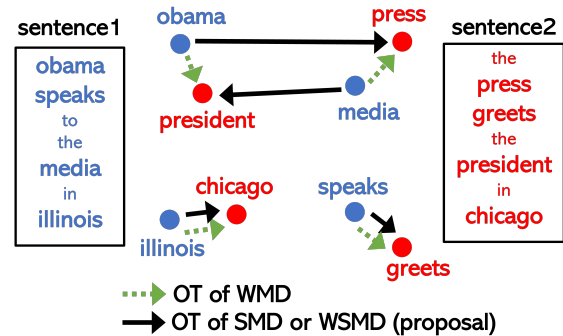 sentence1
obama
speaks
to
the
media
in
illinois
obama
press
president
media
chicago
speaks
illinois
greets
sentence2
the
press
greets
the
president
in
chicago
OT of WMD
OT of SMD or WSMD (proposal)